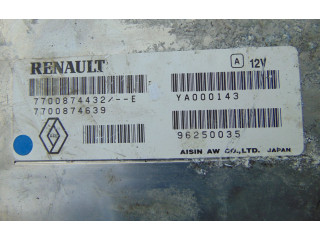 RENAULT
A 12V
7700874432/--E
YA000143
7700874639
96250035
AISIN AW CO.,LTD. JAPAN